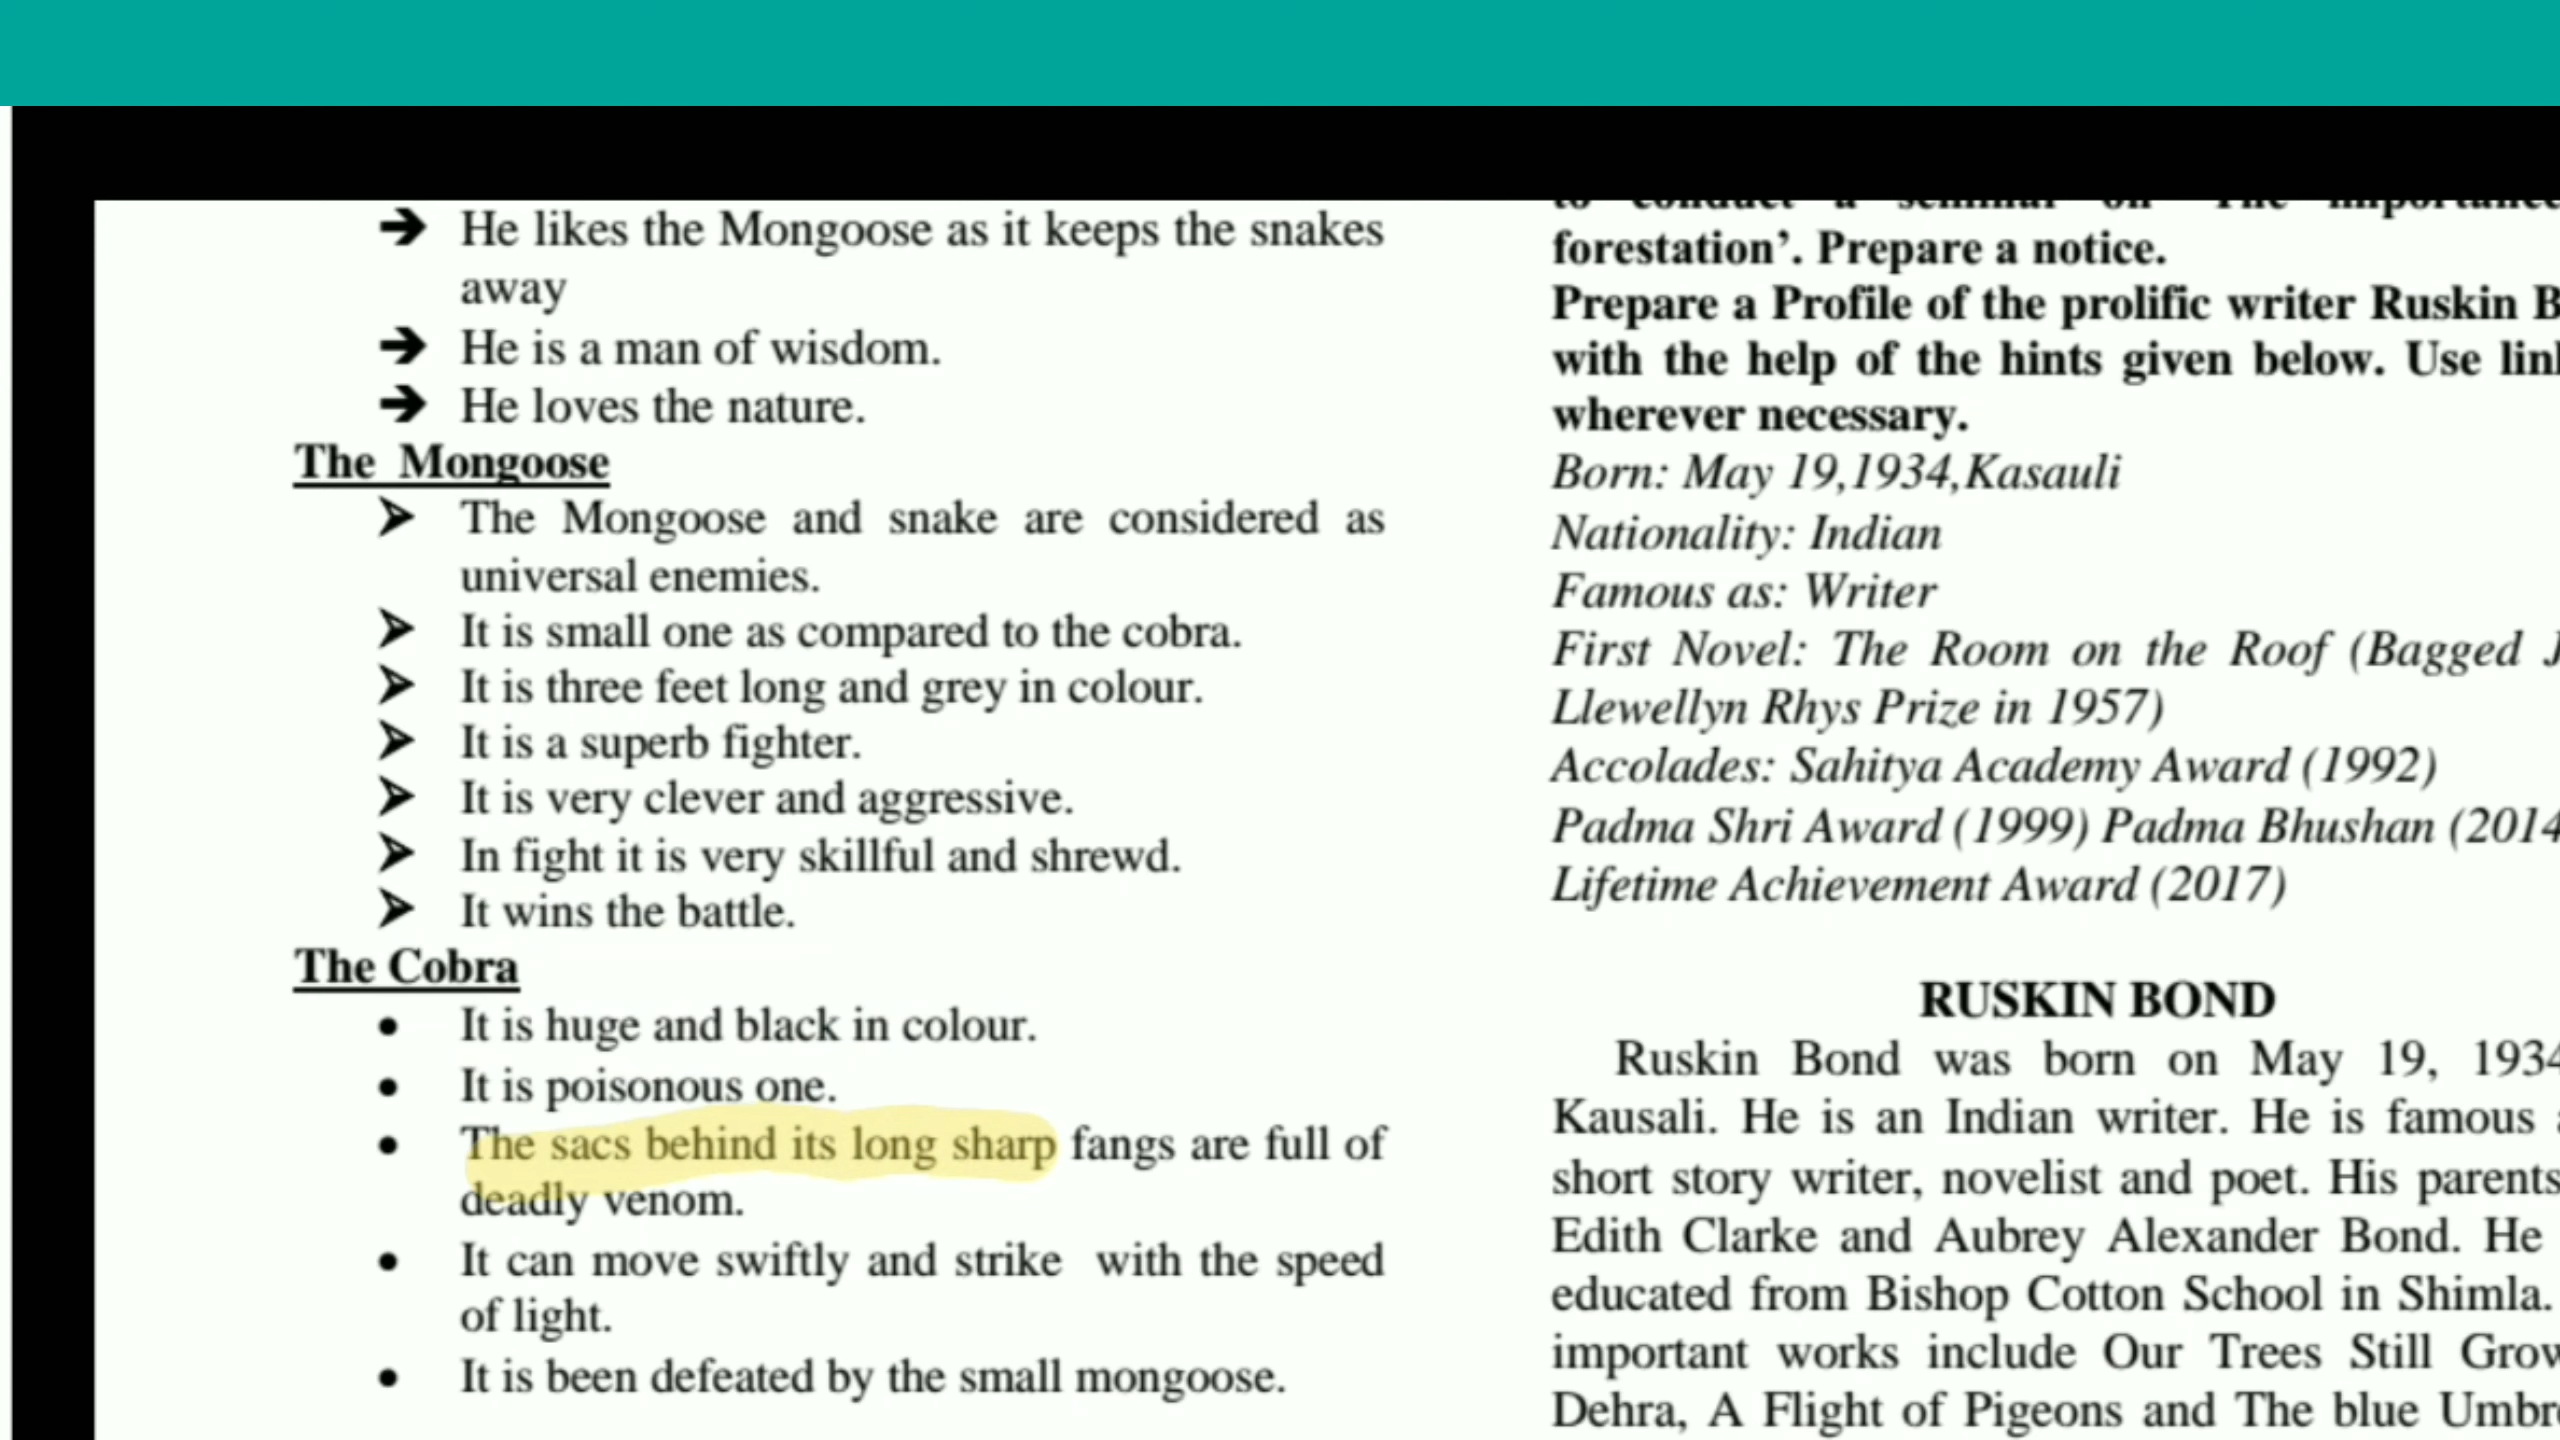 He likes the Mongoose as it keeps the snakes
away
He is a man of wisdom.
He loves the nature.
The Mongoose
The Mongoose and snake are considered as
universal enemies.
It is small one as compared to the cobra.
It is three feet long and grey in colour.
It is a superb fighter.
It is very clever and aggressive.
In fight it is very skillful and shrewd.
It wins the battle.
The Cobra
It is huge and black in colour.
It is poisonous one.
The sacs behind its long sharp fangs are full of
deadly venom.
It can move swiftly and strike with the speed
of light.
It is been defeated by the small mongoose.
to conduct a seminar on 'The importance
forestation'. Prepare a notice.
Prepare a Profile of the prolific writer Ruskin
with the help of the hints given below. Use
wherever necessary.
Born: May 19,1934,Kasauli
Nationality: Indian
Famous as: Writer
First Novel: The Room on the Roof (Bagged
Llewellyn Rhys Prize in 1957)
Accolades: Sahitya Academy Award (1992)
Padma Shri Award (1999) Padma Bhushan (2014
Lifetime Achievement Award (2017)
RUSKIN BOND
Ruskin Bond was born on May 19, 1934
Kausali. He is an Indian writer. He is famous
short story writer, novelist and poet. His parents
Edith Clarke and Aubrey Alexander Bond. He
educated from Bishop Cotton School in Shimla.
important works include Our Trees Still Grow
Dehra, A Flight of Pigeons and The blue